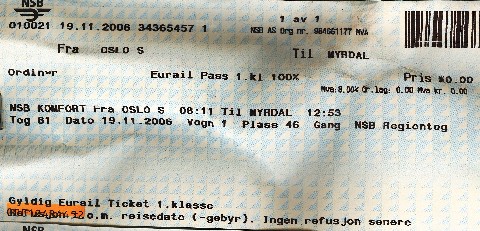 NSB
1 av 1
010021 19.11.2006 34365457 1 NSB AS Org nr. 984661177 MVA
Fra OSLO S Til MYRDAL
Ordinær Eurail Pass 1.kl 100% Pris *0.00
Mva: 8.00% Gr.lag: 0.00 Mva kr. 0.00
NSB KOMFORT Fra OSLO S 08:11 Til MYRDAL 12:53
Tog 61 Dato 19.11.2006 Vogn 1 Plass 46 Gang NSB Regiontog
Gyldig Eurail Ticket 1.klasse
Refusjon t.o.m. reisedato (-gebyr). Ingen refusjon senere
NSB